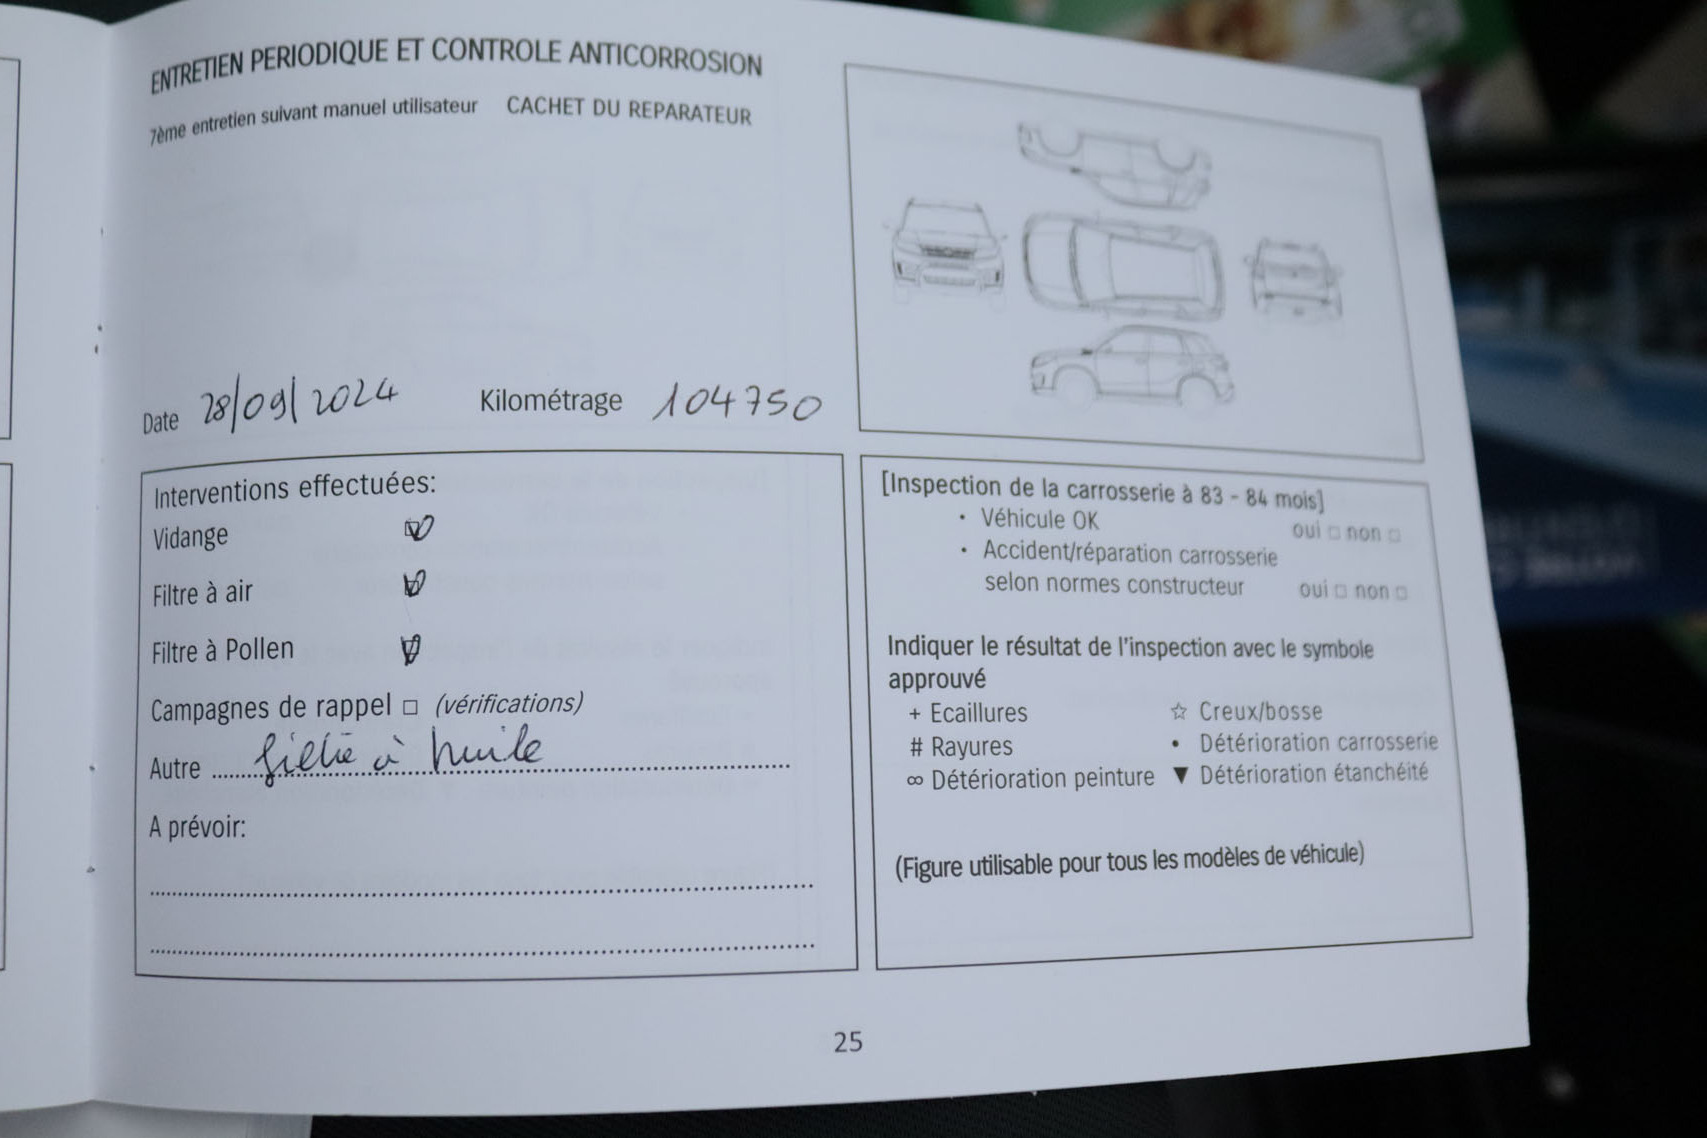 ENTRETIEN PERIODIQUE ET CONTROLE ANTICORROSION
7ème entretien suivant manuel utilisateur CACHET DU REPARATEUR
Date 28/09/2024 Kilométrage 104750
Interventions effectuées:
Vidange
Filtre à air
Filtre à Pollen
Campagnes de rappel □ (vérifications)
Autre filtre à huile
A prévoir:
[Inspection de la carrosserie à 83 - 84 mois]
• Véhicule OK oui □ non □
• Accident/réparation carrosserie
selon normes constructeur oui □ non □
Indiquer le résultat de l'inspection avec le symbole
approuvé
+ Ecaillures ☆ Creux/bosse
# Rayures • Détérioration carrosserie
∞ Détérioration peinture ▼ Détérioration étanchéité
(Figure utilisable pour tous les modèles de véhicule)
25